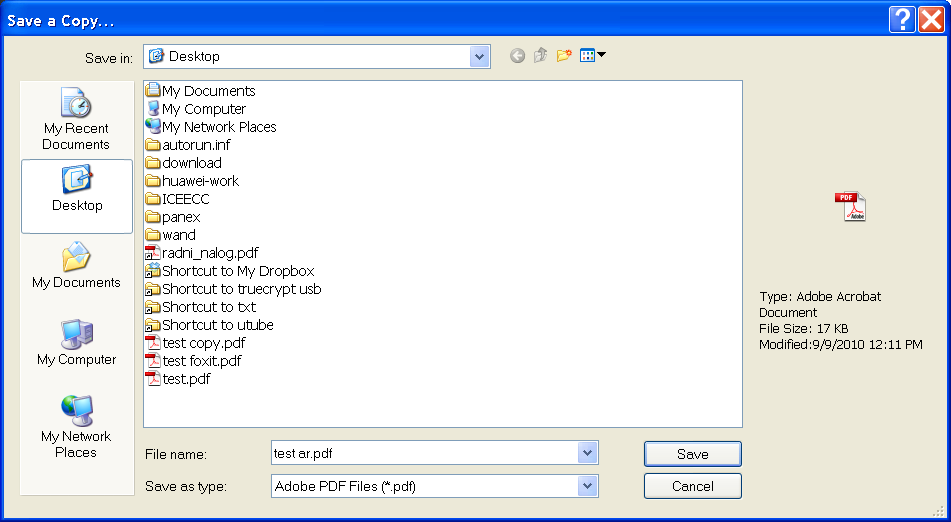 Save a Copy...
Save in:
Desktop
My Recent
Documents
Desktop
My Documents
My Computer
My Network
Places
My Documents
My Computer
My Network Places
autorun.inf
download
huawei-work
ICEECC
panex
wand
radni_nalog.pdf
Shortcut to My Dropbox
Shortcut to truecrypt usb
Shortcut to txt
Shortcut to utube
test copy.pdf
test foxit.pdf
test.pdf
PDF
Adobe
Type: Adobe Acrobat
Document
File Size: 17 KB
Modified:9/9/2010 12:11 PM
File name:
test ar.pdf
Save
Save as type:
Adobe PDF Files (*.pdf)
Cancel